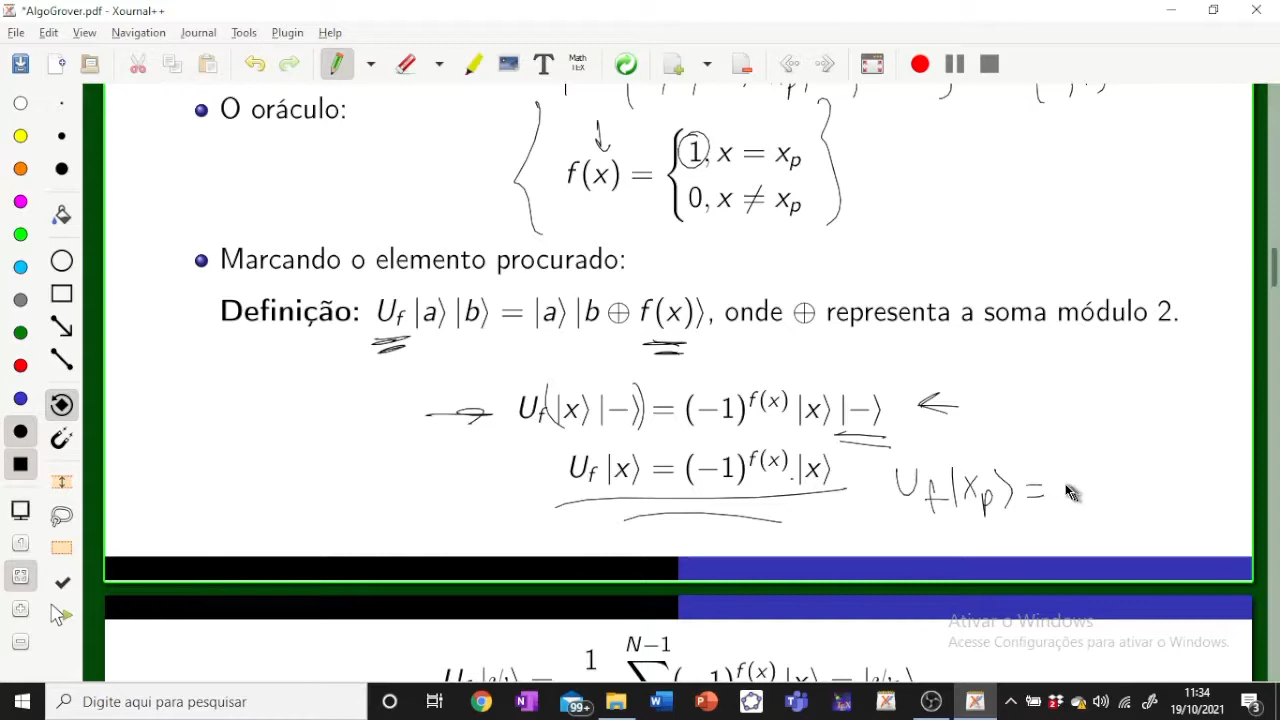 *AlgoGrover.pdf - Xournal++
File Edit View Navigation Journal Tools Plugin Help
• O oráculo:
f(x) = { 1, x = x_p
0, x ≠ x_p
• Marcando o elemento procurado:
Definição: U_f |a⟩ |b⟩ = |a⟩ |b ⊕ f(x)⟩, onde ⊕ representa a soma módulo 2.
U_f(|x⟩ |−⟩) = (−1)^{f(x)} |x⟩ |−⟩
U_f |x⟩ = (−1)^{f(x)} |x⟩
U_f |x_p⟩ =
Ativar o Windows
Acesse Configurações para ativar o Windows.
Digite aqui para pesquisar
99+
11:34
19/10/2021
3